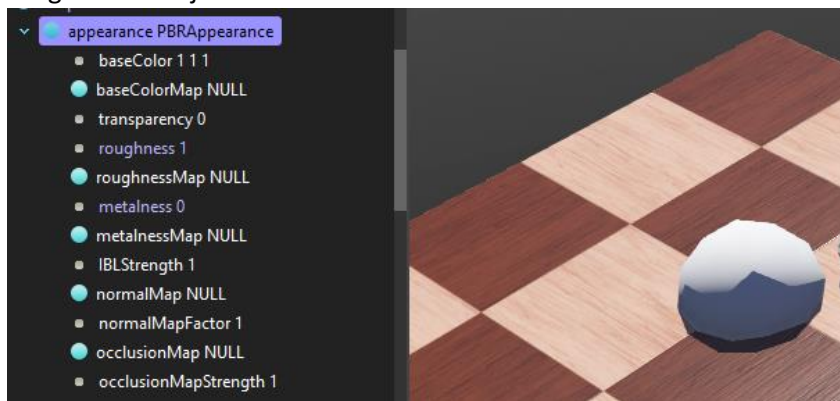 appearance PBRAppearance
baseColor 1 1 1
baseColorMap NULL
transparency 0
roughness 1
roughnessMap NULL
metalness 0
metalnessMap NULL
IBLStrength 1
normalMap NULL
normalMapFactor 1
occlusionMap NULL
occlusionMapStrength 1